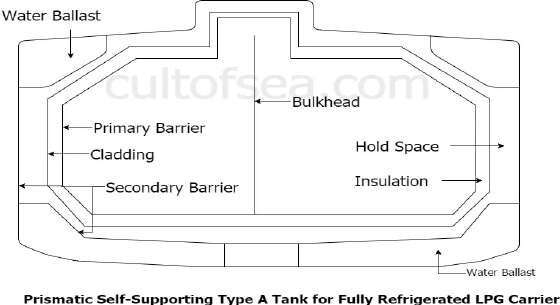 Water Ballast
cultofsea.com
Bulkhead
Primary Barrier
Cladding
Hold Space
Insulation
Secondary Barrier
Water Ballast
Prismatic Self-Supporting Type A Tank for Fully Refrigerated LPG Carrier